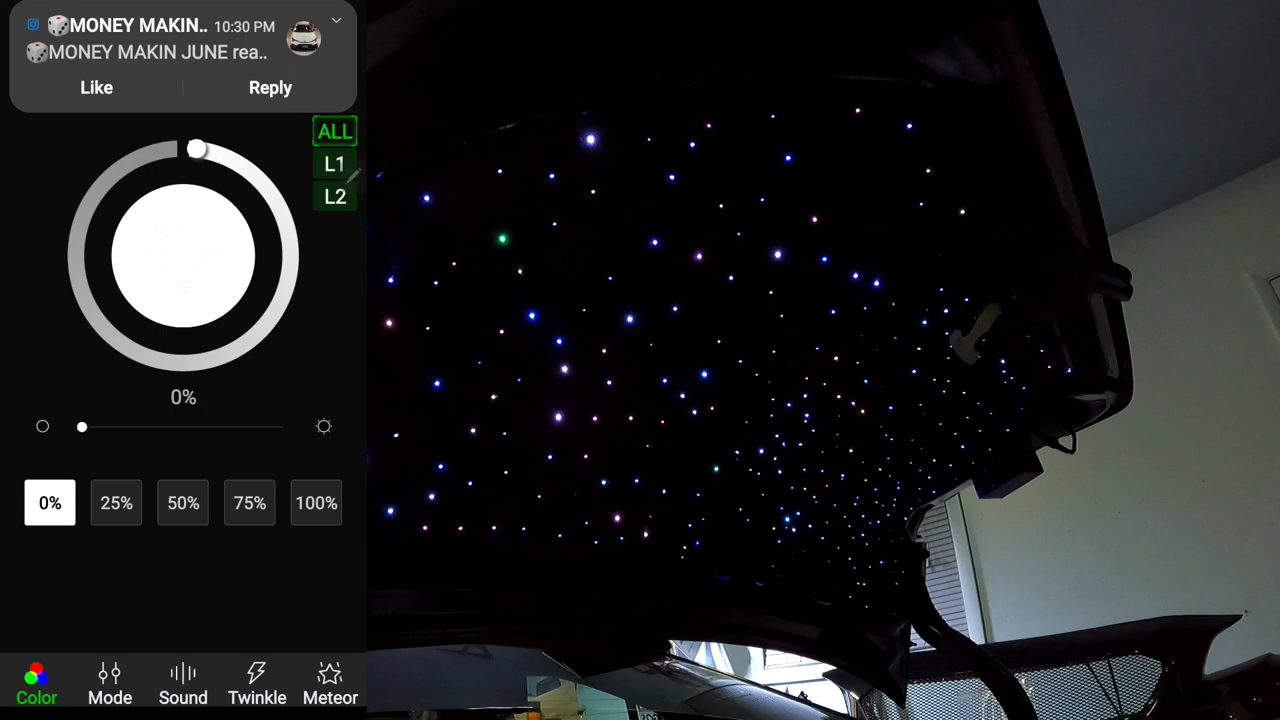 🎲MONEY MAKIN.. 10:30 PM
🎲MONEY MAKIN JUNE rea..
Like Reply
ALL
L1
L2
0%
0% 25% 50% 75% 100%
Color Mode Sound Twinkle Meteor